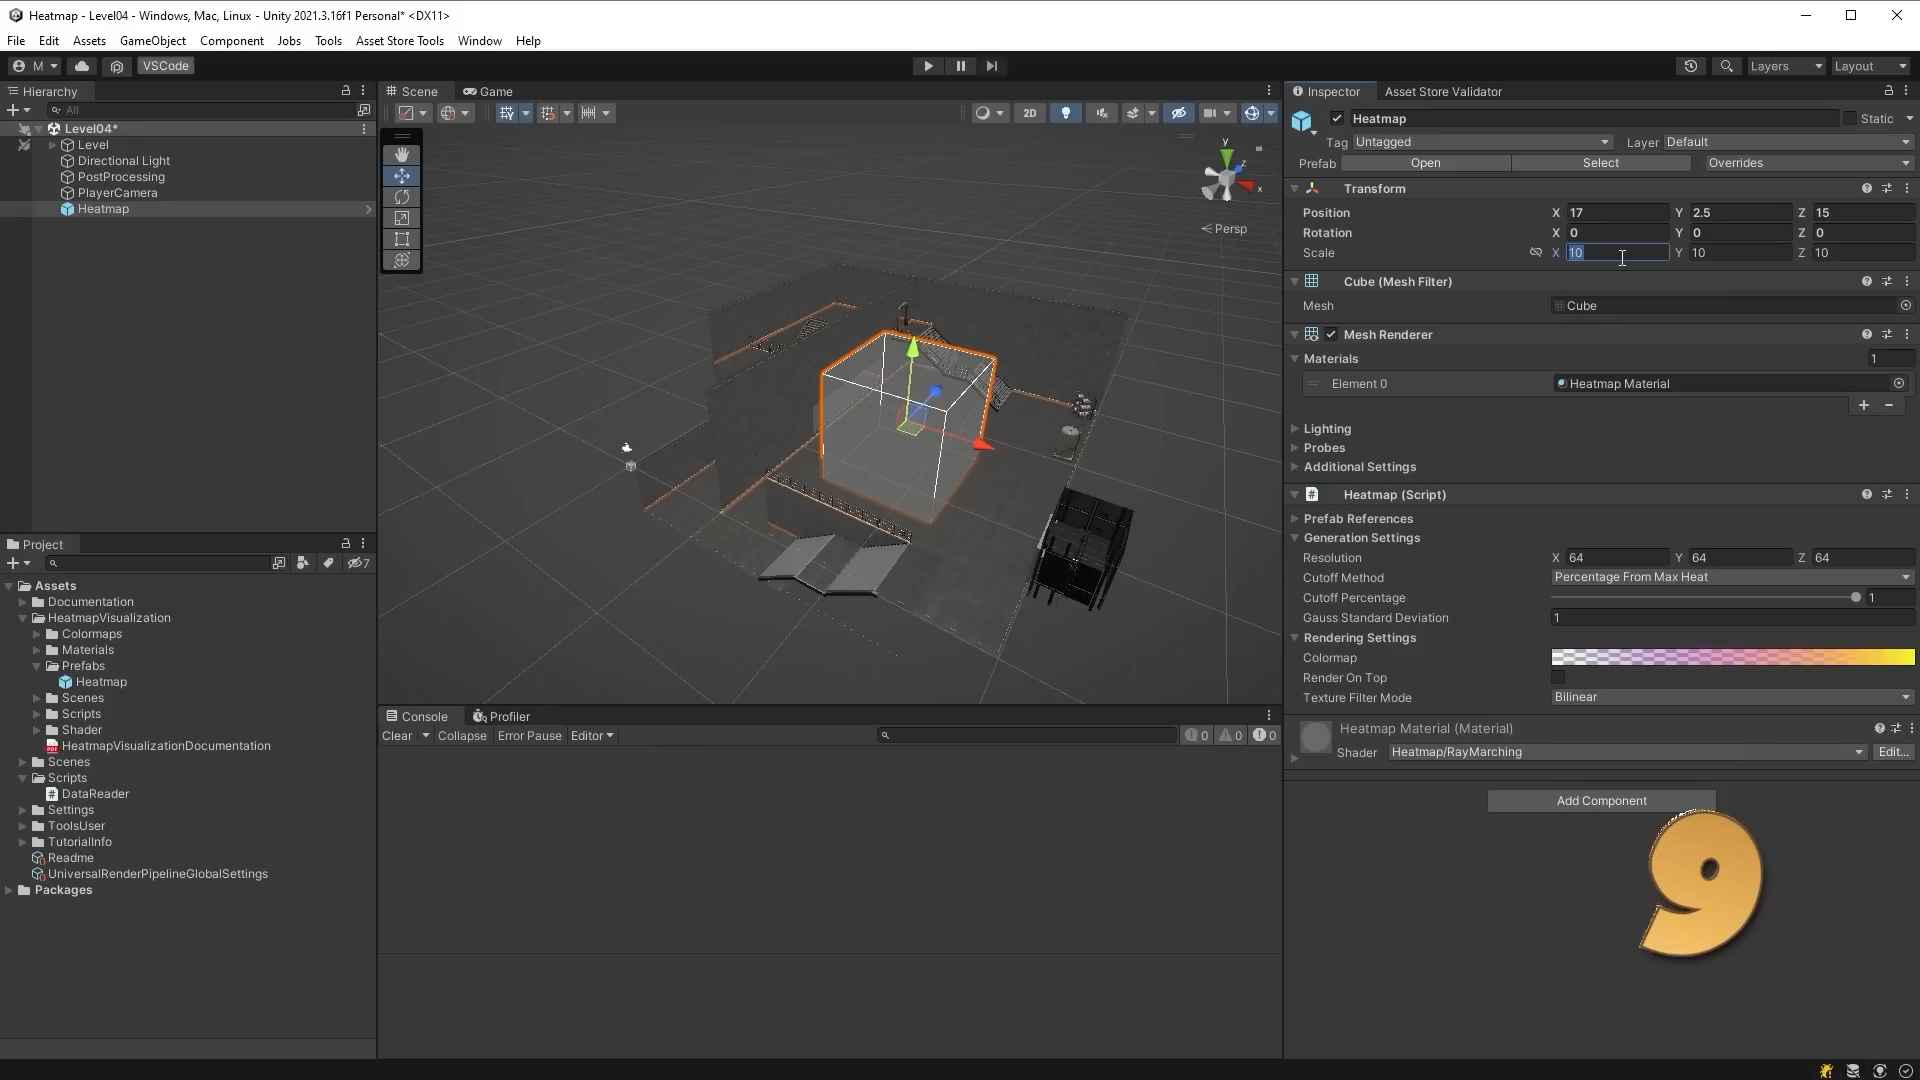 Heatmap - Level04 - Windows, Mac, Linux - Unity 2021.3.16f1 Personal* <DX11>
File Edit Assets GameObject Component Jobs Tools Asset Store Tools Window Help
M VSCode Layers Layout
Hierarchy
All
Level04*
Level
Directional Light
PostProcessing
PlayerCamera
Heatmap
Project
7
Assets
Documentation
HeatmapVisualization
Colormaps
Materials
Prefabs
Heatmap
Scenes
Scripts
Shader
HeatmapVisualizationDocumentation
Scenes
Scripts
DataReader
Settings
ToolsUser
TutorialInfo
Readme
UniversalRenderPipelineGlobalSettings
Packages
Scene Game
2D
y
z
x
< Persp
Console Profiler
Clear Collapse Error Pause Editor 0 0 0
Inspector Asset Store Validator
Heatmap Static
Tag Untagged Layer Default
Prefab Open Select Overrides
Transform
Position X 17 Y 2.5 Z 15
Rotation X 0 Y 0 Z 0
Scale X 10 Y 10 Z 10
Cube (Mesh Filter)
Mesh Cube
Mesh Renderer
Materials 1
Element 0 Heatmap Material
Lighting
Probes
Additional Settings
# Heatmap (Script)
Prefab References
Generation Settings
Resolution X 64 Y 64 Z 64
Cutoff Method Percentage From Max Heat
Cutoff Percentage 1
Gauss Standard Deviation 1
Rendering Settings
Colormap
Render On Top
Texture Filter Mode Bilinear
Heatmap Material (Material)
Shader Heatmap/RayMarching Edit...
Add Component
9